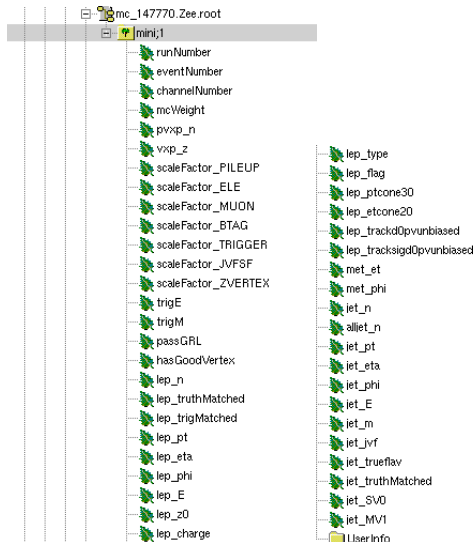 mc_147770.Zee.root
mini;1
runNumber
eventNumber
channelNumber
mcWeight
pvxp_n
vxp_z
scaleFactor_PILEUP
scaleFactor_ELE
scaleFactor_MUON
scaleFactor_BTAG
scaleFactor_TRIGGER
scaleFactor_JVFSF
scaleFactor_ZVERTEX
trigE
trigM
passGRL
hasGoodVertex
lep_n
lep_truthMatched
lep_trigMatched
lep_pt
lep_eta
lep_phi
lep_E
lep_z0
lep_charge
lep_type
lep_flag
lep_ptcone30
lep_etcone20
lep_trackd0pvunbiased
lep_tracksigd0pvunbiased
met_et
met_phi
jet_n
alljet_n
jet_pt
jet_eta
jet_phi
jet_E
jet_m
jet_jvf
jet_trueflav
jet_truthMatched
jet_SV0
jet_MV1
UserInfo